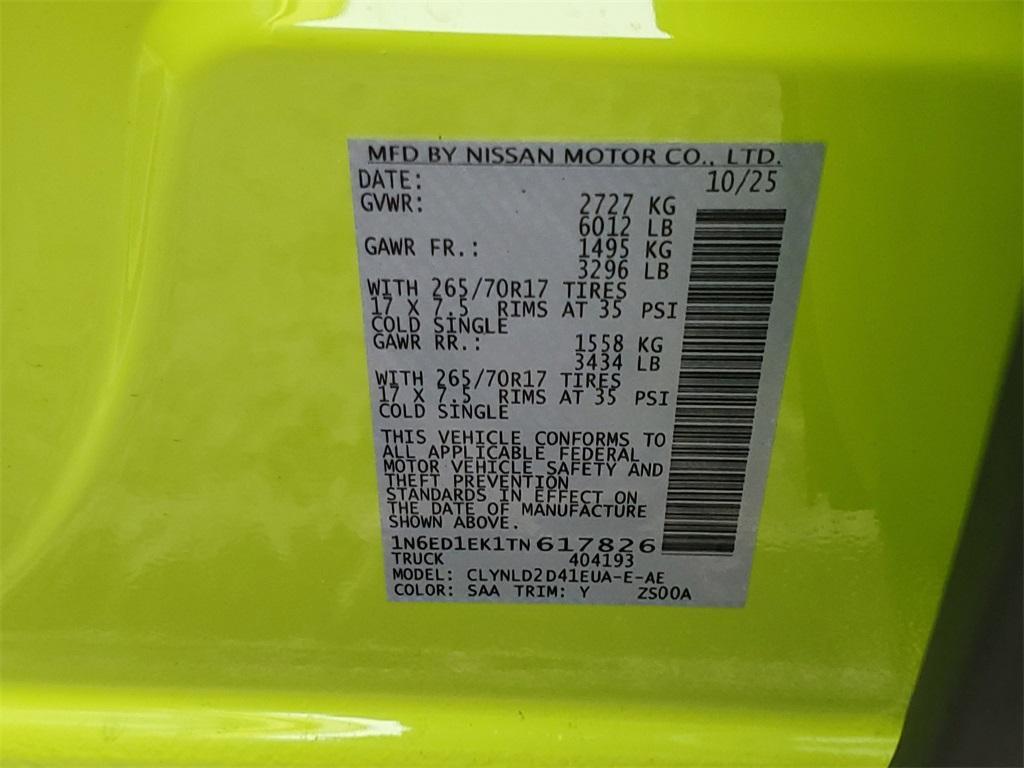 MFD BY NISSAN MOTOR CO., LTD.
DATE: 10/25
GVWR: 2727 KG
6012 LB
GAWR FR.: 1495 KG
3296 LB
WITH 265/70R17 TIRES
17 X 7.5 RIMS AT 35 PSI
COLD SINGLE
GAWR RR.: 1558 KG
3434 LB
WITH 265/70R17 TIRES
17 X 7.5 RIMS AT 35 PSI
COLD SINGLE
THIS VEHICLE CONFORMS TO
ALL APPLICABLE FEDERAL
MOTOR VEHICLE SAFETY AND
THEFT PREVENTION
STANDARDS IN EFFECT ON
THE DATE OF MANUFACTURE
SHOWN ABOVE.
1N6ED1EK1TN617826
TRUCK 404193
MODEL: CLYNLD2D41EUA-E-AE
COLOR: SAA TRIM: Y ZS00A